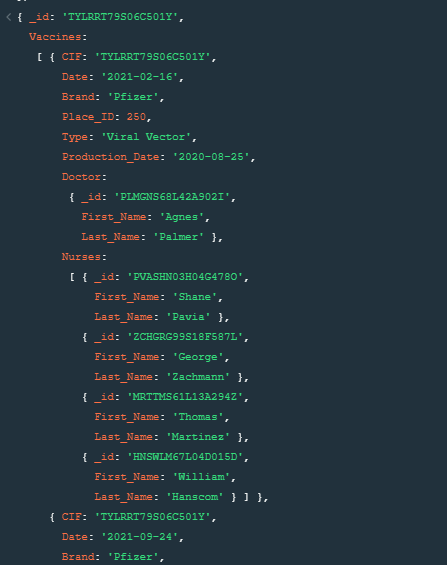 { _id: 'TYLRRT79S06C501Y',
Vaccines:
[ { CIF: 'TYLRRT79S06C501Y',
Date: '2021-02-16',
Brand: 'Pfizer',
Place_ID: 250,
Type: 'Viral Vector',
Production_Date: '2020-08-25',
Doctor:
{ _id: 'PLMGNS68L42A902I',
First_Name: 'Agnes',
Last_Name: 'Palmer' },
Nurses:
[ { _id: 'PVASHN03H04G478O',
First_Name: 'Shane',
Last_Name: 'Pavia' },
{ _id: 'ZCHGRG99S18F587L',
First_Name: 'George',
Last_Name: 'Zachmann' },
{ _id: 'MRTTMS61L13A294Z',
First_Name: 'Thomas',
Last_Name: 'Martinez' },
{ _id: 'HNSWLM67L04D015D',
First_Name: 'William',
Last_Name: 'Hanscom' } ] },
{ CIF: 'TYLRRT79S06C501Y',
Date: '2021-09-24',
Brand: 'Pfizer',